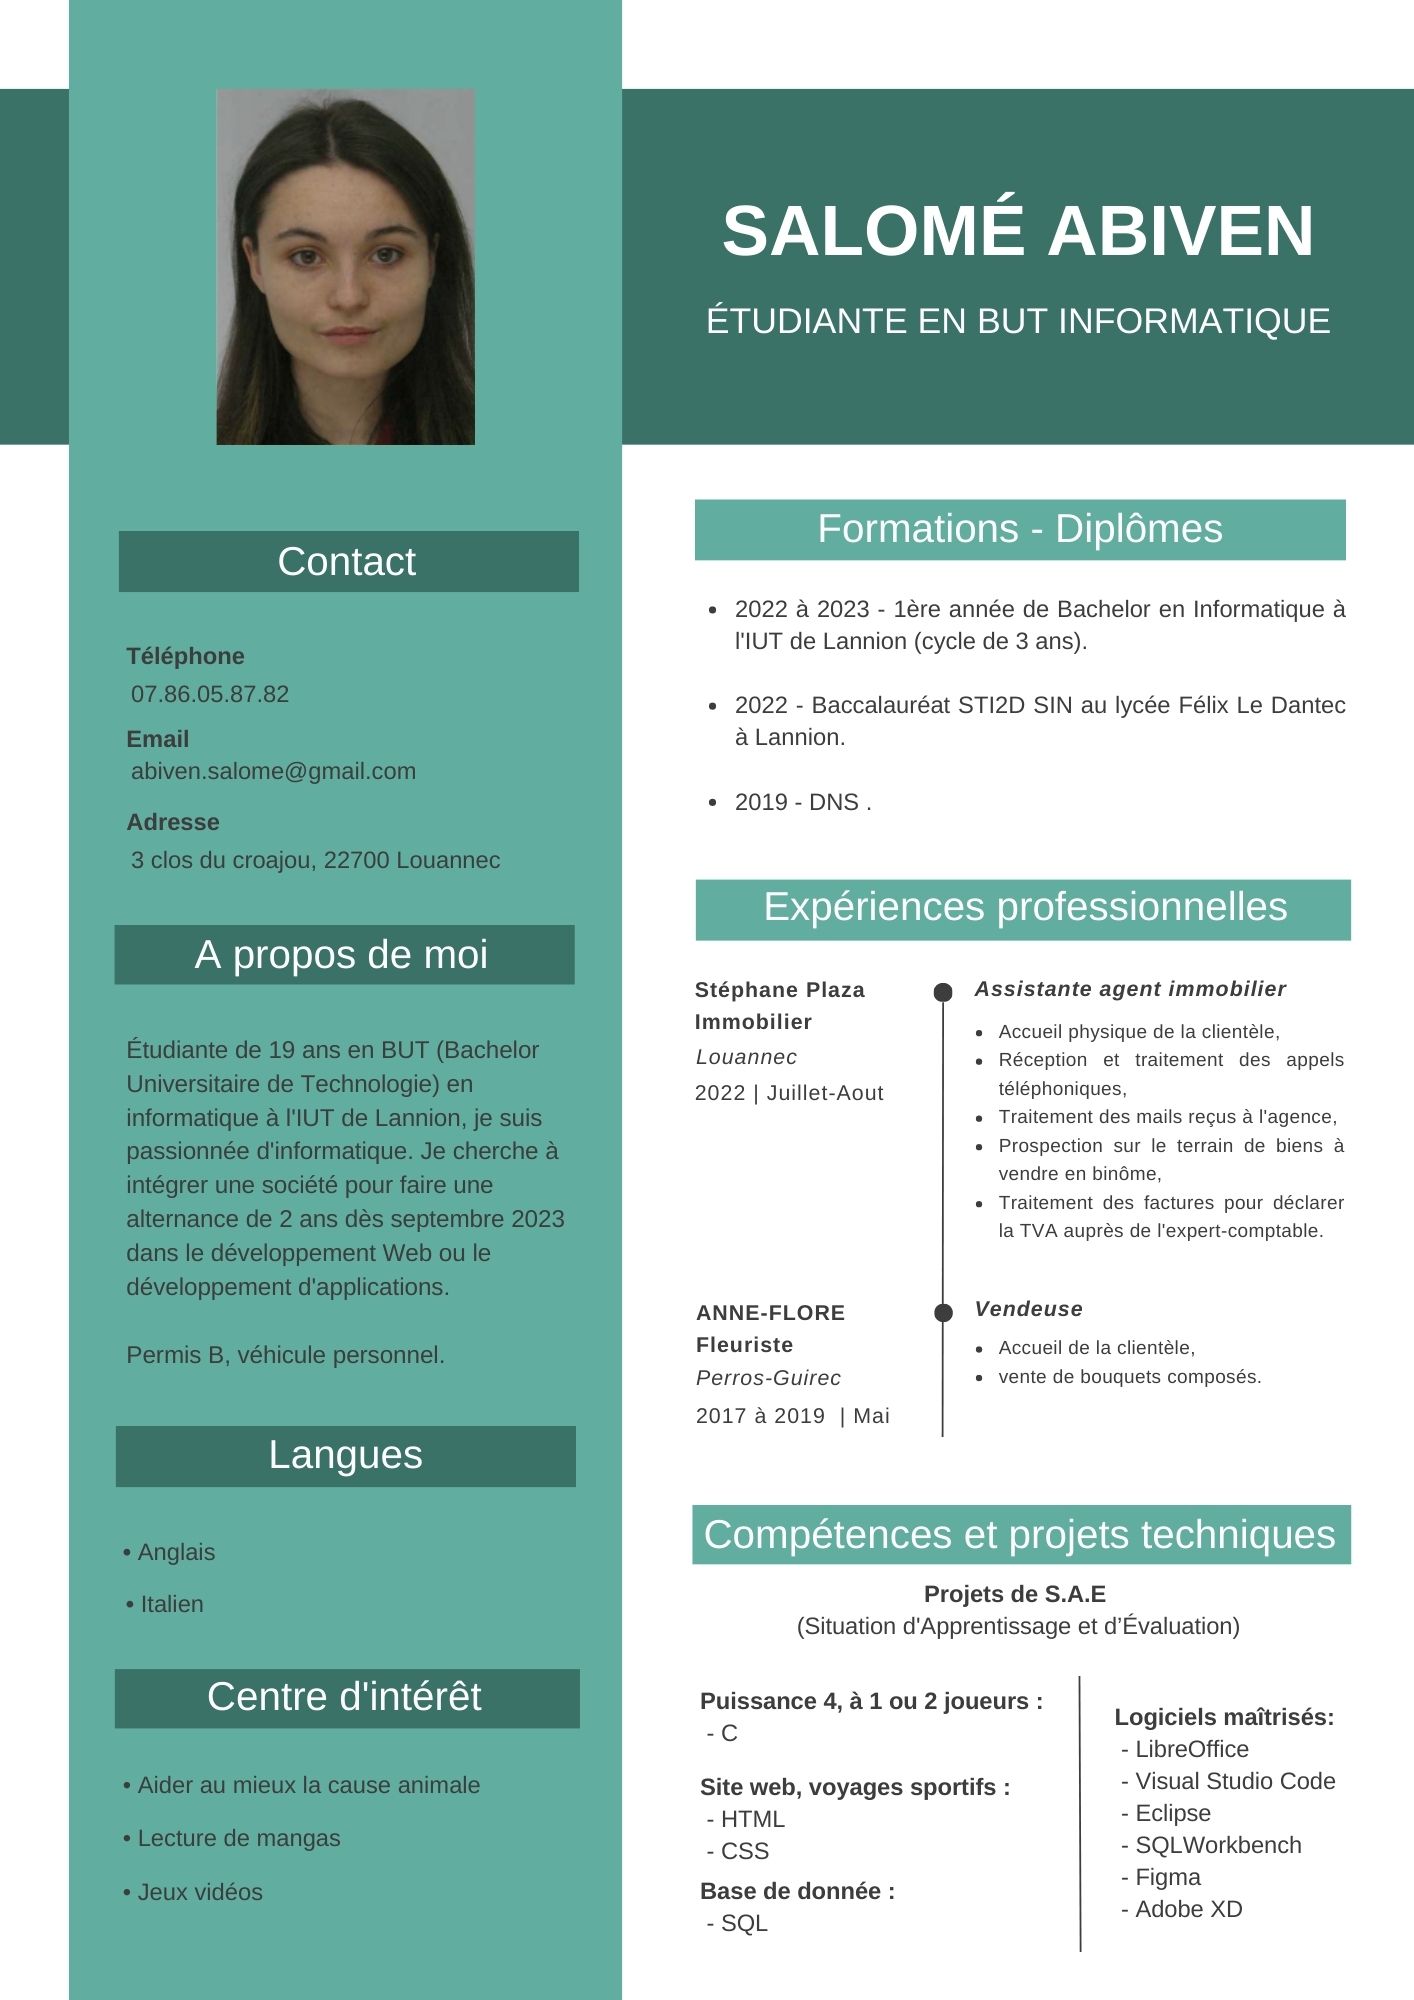 SALOMÉ ABIVEN
ÉTUDIANTE EN BUT INFORMATIQUE
Contact
Téléphone
07.86.05.87.82
Email
abiven.salome@gmail.com
Adresse
3 clos du croajou, 22700 Louannec
A propos de moi
Étudiante de 19 ans en BUT (Bachelor
Universitaire de Technologie) en
informatique à l'IUT de Lannion, je suis
passionnée d'informatique. Je cherche à
intégrer une société pour faire une
alternance de 2 ans dès septembre 2023
dans le développement Web ou le
développement d'applications.
Permis B, véhicule personnel.
Langues
• Anglais
• Italien
Centre d'intérêt
• Aider au mieux la cause animale
• Lecture de mangas
• Jeux vidéos
Formations - Diplômes
• 2022 à 2023 - 1ère année de Bachelor en Informatique à
l'IUT de Lannion (cycle de 3 ans).
• 2022 - Baccalauréat STI2D SIN au lycée Félix Le Dantec
à Lannion.
• 2019 - DNS .
Expériences professionnelles
Stéphane Plaza
Immobilier
Louannec
2022 | Juillet-Aout
Assistante agent immobilier
• Accueil physique de la clientèle,
• Réception et traitement des appels
téléphoniques,
• Traitement des mails reçus à l'agence,
• Prospection sur le terrain de biens à
vendre en binôme,
• Traitement des factures pour déclarer
la TVA auprès de l'expert-comptable.
ANNE-FLORE
Fleuriste
Perros-Guirec
2017 à 2019 | Mai
Vendeuse
• Accueil de la clientèle,
• vente de bouquets composés.
Compétences et projets techniques
Projets de S.A.E
(Situation d'Apprentissage et d’Évaluation)
Puissance 4, à 1 ou 2 joueurs :
- C
Site web, voyages sportifs :
- HTML
- CSS
Base de donnée :
- SQL
Logiciels maîtrisés:
- LibreOffice
- Visual Studio Code
- Eclipse
- SQLWorkbench
- Figma
- Adobe XD